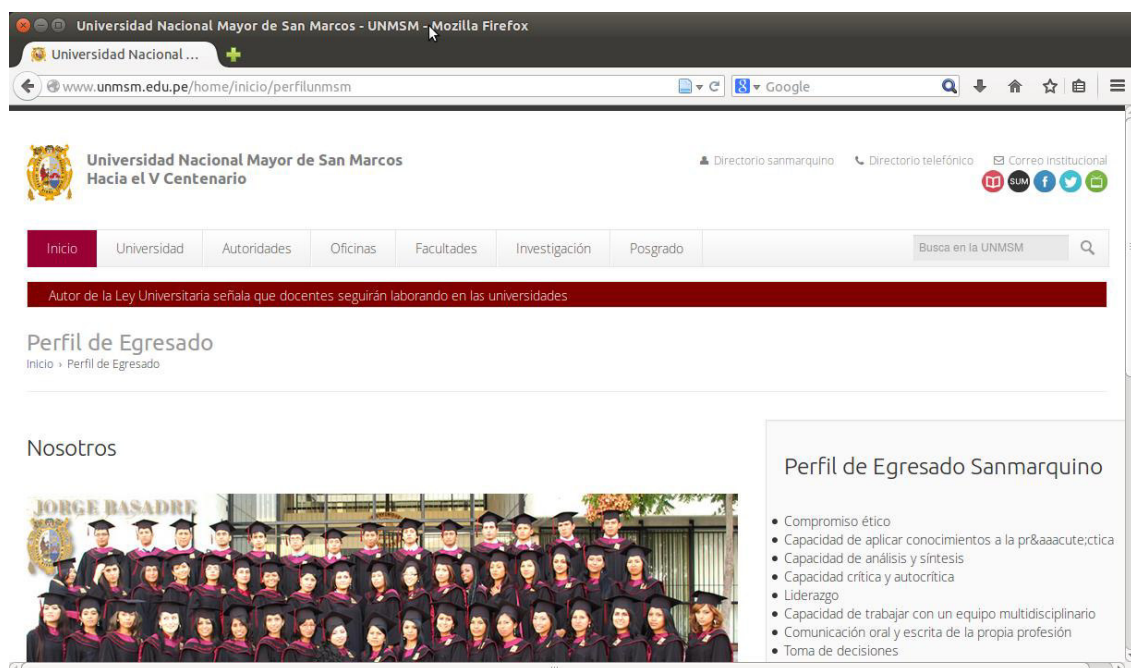 Universidad Nacional Mayor de San Marcos - UNMSM - Mozilla Firefox
Universidad Nacional ...
www.unmsm.edu.pe/home/inicio/perfilunmsm
Google
Universidad Nacional Mayor de San Marcos
Hacia el V Centenario
Directorio sanmarquino Directorio telefónico Correo institucional
SUM
Inicio Universidad Autoridades Oficinas Facultades Investigación Posgrado Busca en la UNMSM
Autor de la Ley Universitaria señala que docentes seguirán laborando en las universidades
Perfil de Egresado
Inicio › Perfil de Egresado
Nosotros
JORGE BASADRE
Perfil de Egresado Sanmarquino
• Compromiso ético
• Capacidad de aplicar conocimientos a la pr&aaacute;ctica
• Capacidad de análisis y síntesis
• Capacidad crítica y autocrítica
• Liderazgo
• Capacidad de trabajar con un equipo multidisciplinario
• Comunicación oral y escrita de la propia profesión
• Toma de decisiones